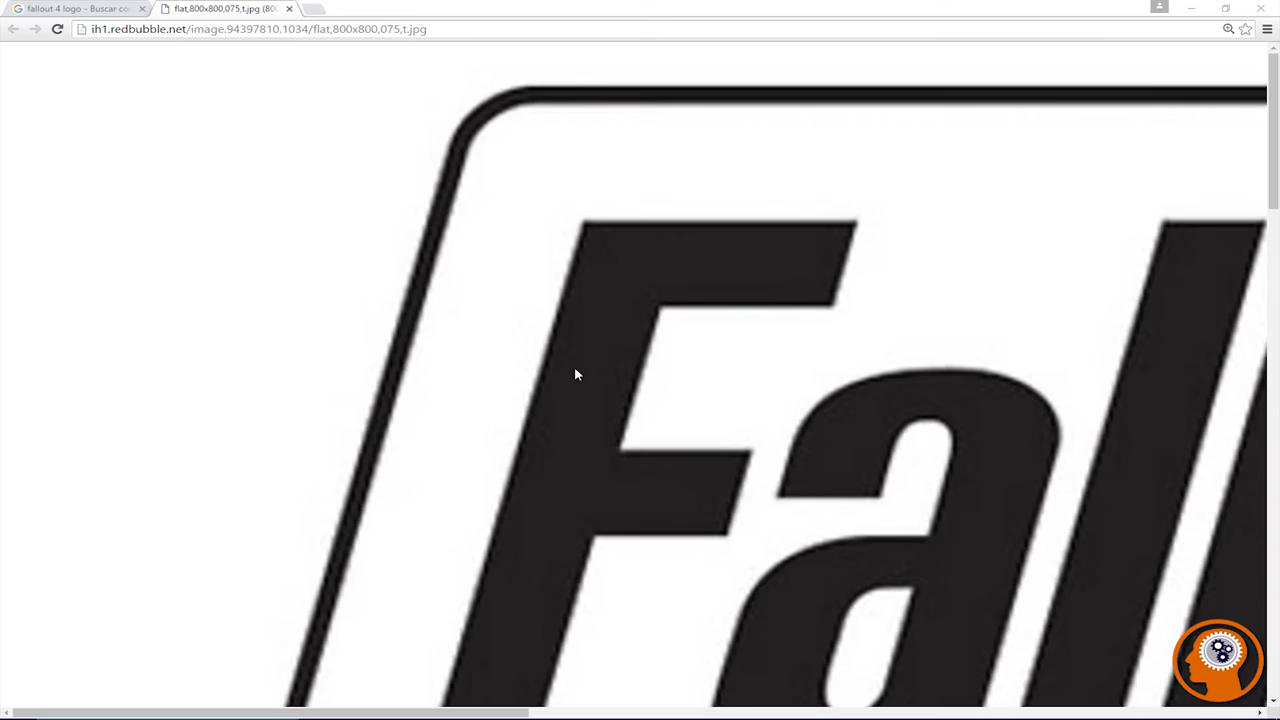 fallout 4 logo - Buscar co
flat,800x800,075,t.jpg (80
ih1.redbubble.net/image.94397810.1034/flat,800x800,075,t.jpg
Fal